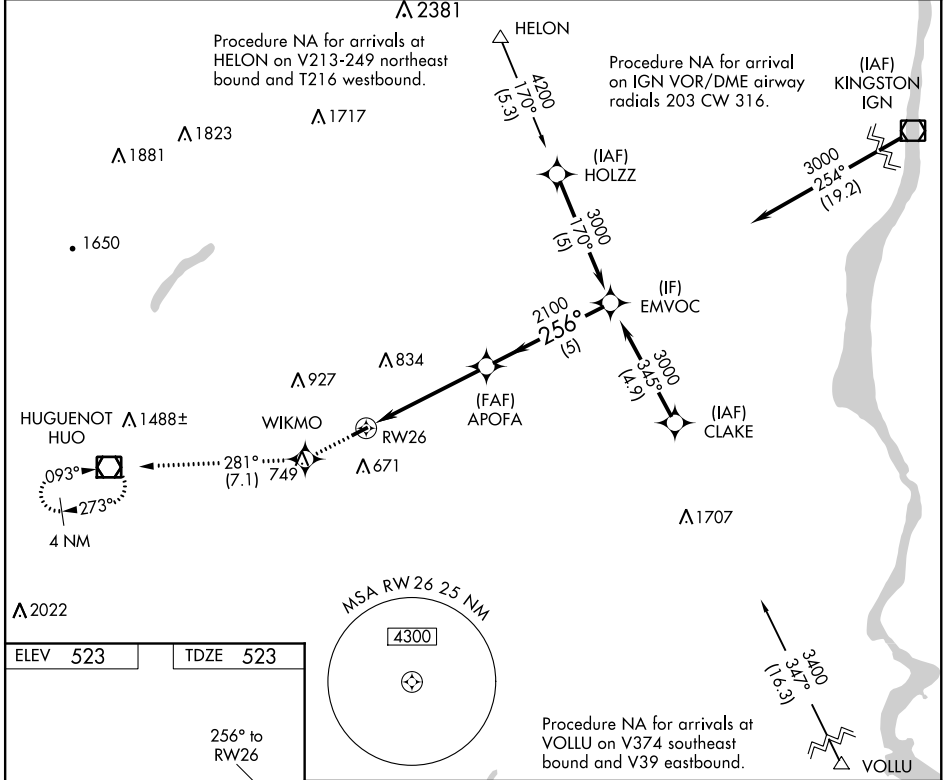 2381
HELON
Procedure NA for arrivals at
HELON on V213-249 northeast
bound and T216 westbound.
Procedure NA for arrival
on IGN VOR/DME airway
radials 203 CW 316.
(IAF)
KINGSTON
IGN
4200
170°
(5.3)
1717
1823
1881
(IAF)
HOLZZ
3000
254°
(19.2)
3000
170°
(5)
1650
(IF)
EMVOC
2100
256°
(5)
834
3000
345°
(4.9)
927
(FAF)
APOFA
(IAF)
CLAKE
HUGUENOT
HUO
1488±
WIKMO
RW26
281°
(7.1)
749
671
093°
273°
4 NM
1707
2022
MSA RW26 25 NM
4300
ELEV 523
TDZE 523
3400
347°
(16.3)
256° to
RW26
Procedure NA for arrivals at
VOLLU on V374 southeast
bound and V39 eastbound.
VOLLU